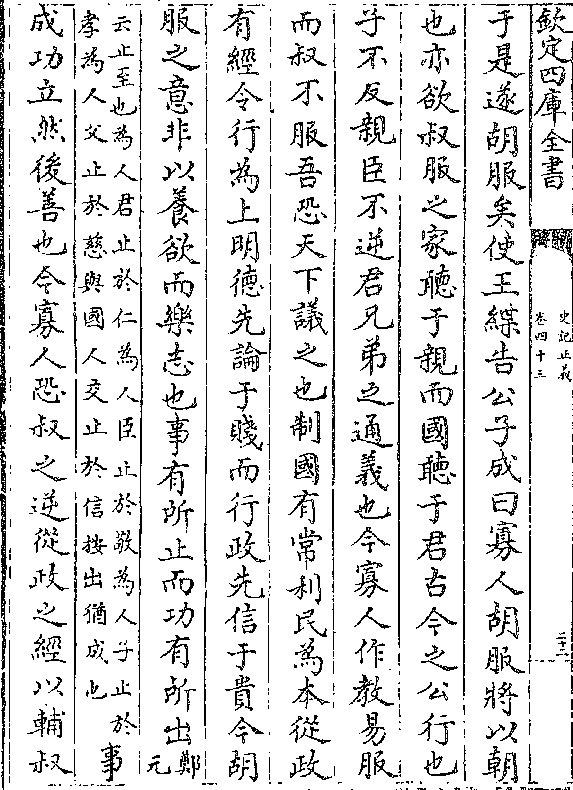 欽定四庫全書
史記正義
卷四十三
二十三
于是遂胡服矣使王緤告公子成曰寡人胡服將以朝
也亦欲叔服之家聽于親而國聽于君古今之公行也
子不反親臣不逆君兄弟之通義也今寡人作教易服
而叔不服吾恐天下議之也制國有常利民為本從政
有經令行為上明德先論于賤而行政先信于貴今胡
服之意非以養欲而樂志也事有所止而功有所出鄭元
云止至也為人君止於仁為人臣止於敬為人子止於
孝為人父止於慈與國人交止於信按出猶成也
事
成功立然後善也今寡人恐叔之逆從政之經以輔叔